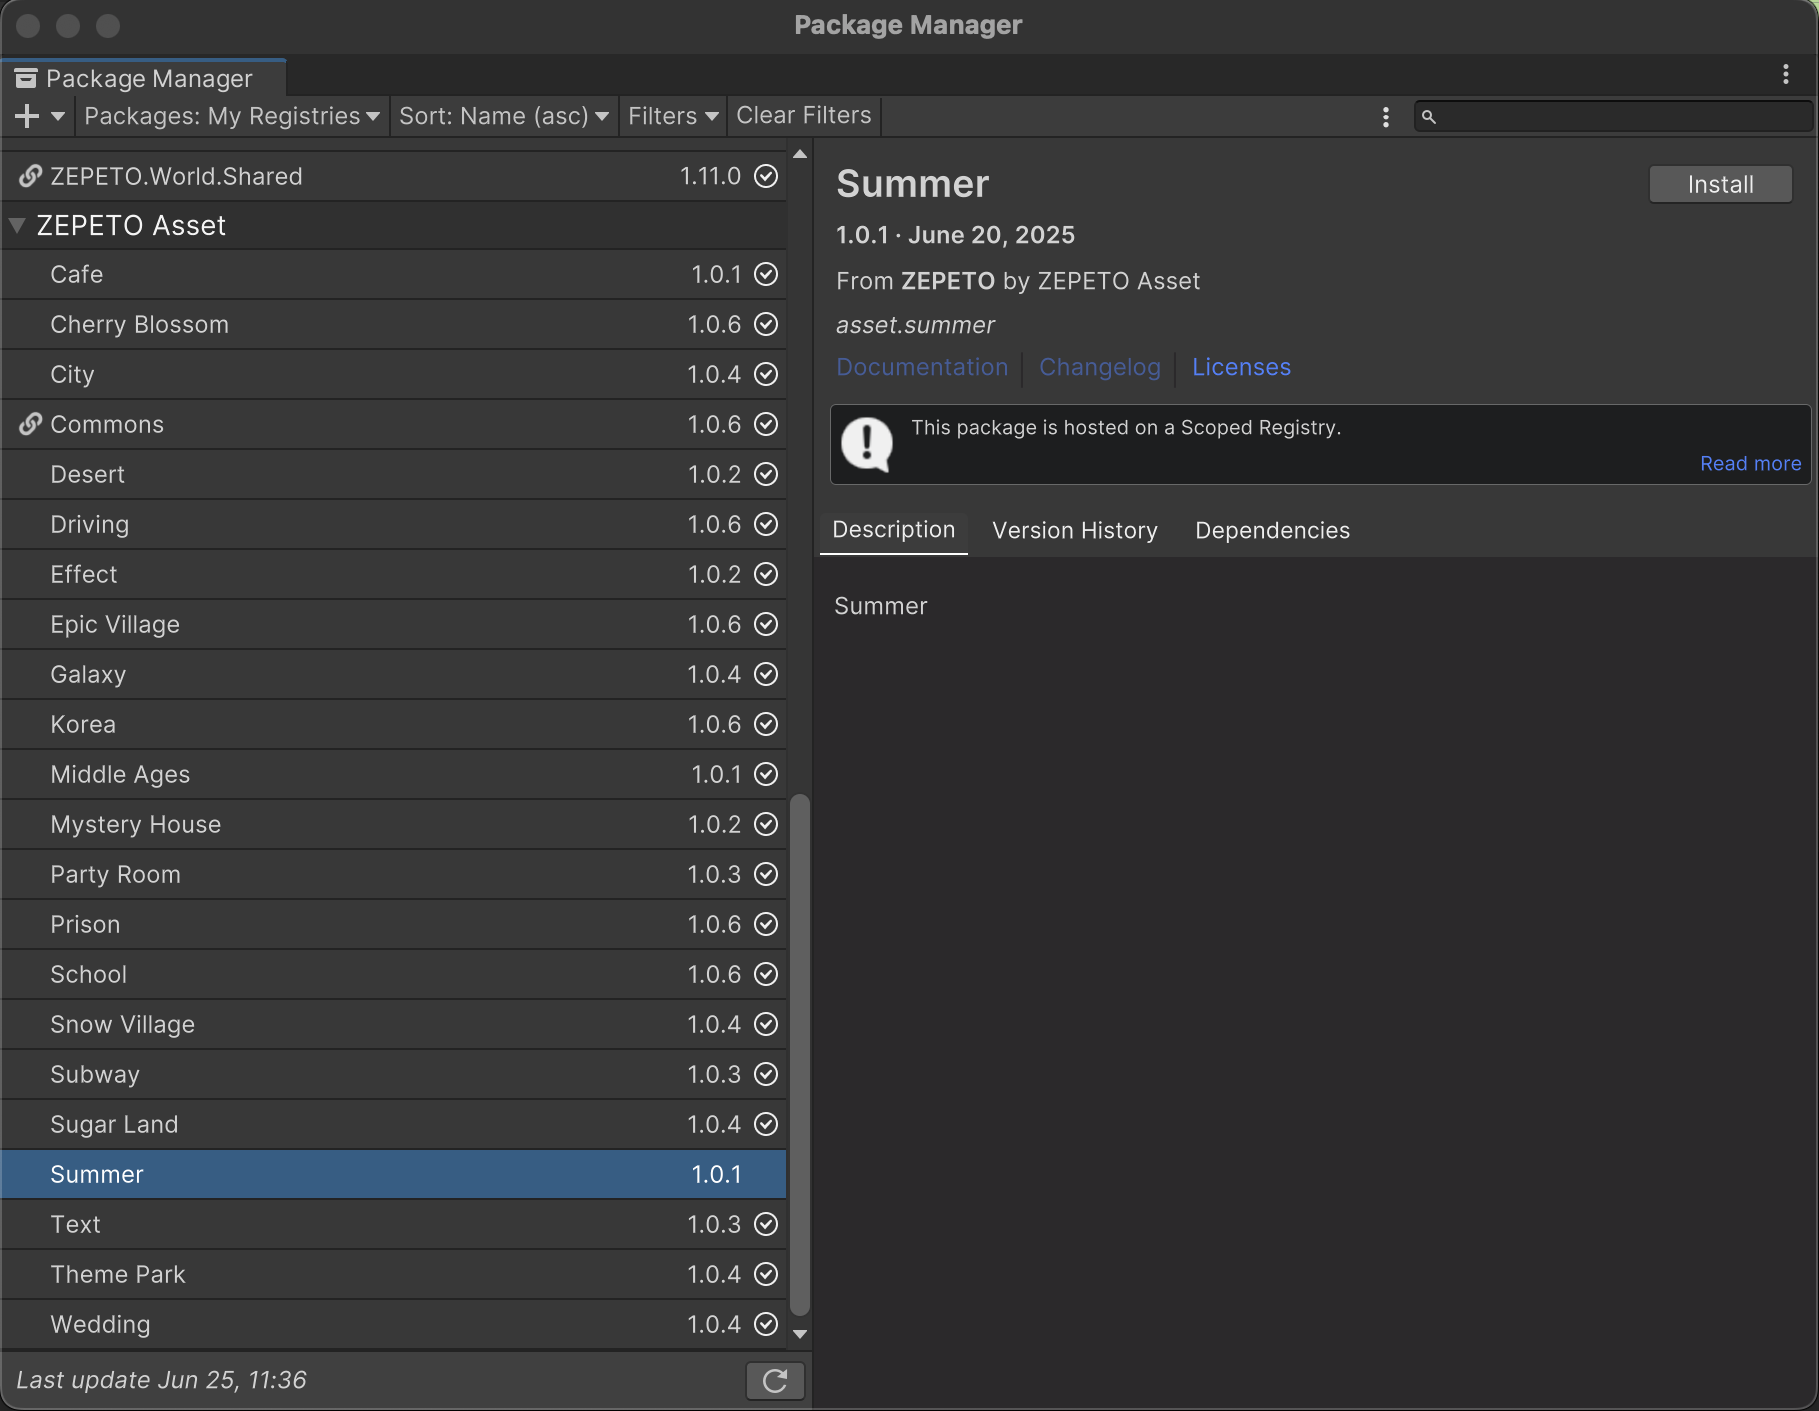 Package Manager
Package Manager
Packages: My Registries Sort: Name (asc) Filters Clear Filters
ZEPETO.World.Shared 1.11.0
ZEPETO Asset
Cafe 1.0.1
Cherry Blossom 1.0.6
City 1.0.4
Commons 1.0.6
Desert 1.0.2
Driving 1.0.6
Effect 1.0.2
Epic Village 1.0.6
Galaxy 1.0.4
Korea 1.0.6
Middle Ages 1.0.1
Mystery House 1.0.2
Party Room 1.0.3
Prison 1.0.6
School 1.0.6
Snow Village 1.0.4
Subway 1.0.3
Sugar Land 1.0.4
Summer 1.0.1
Text 1.0.3
Theme Park 1.0.4
Wedding 1.0.4
Last update Jun 25, 11:36
Summer
Install
1.0.1 · June 20, 2025
From ZEPETO by ZEPETO Asset
asset.summer
Documentation Changelog Licenses
This package is hosted on a Scoped Registry.
Read more
Description Version History Dependencies
Summer